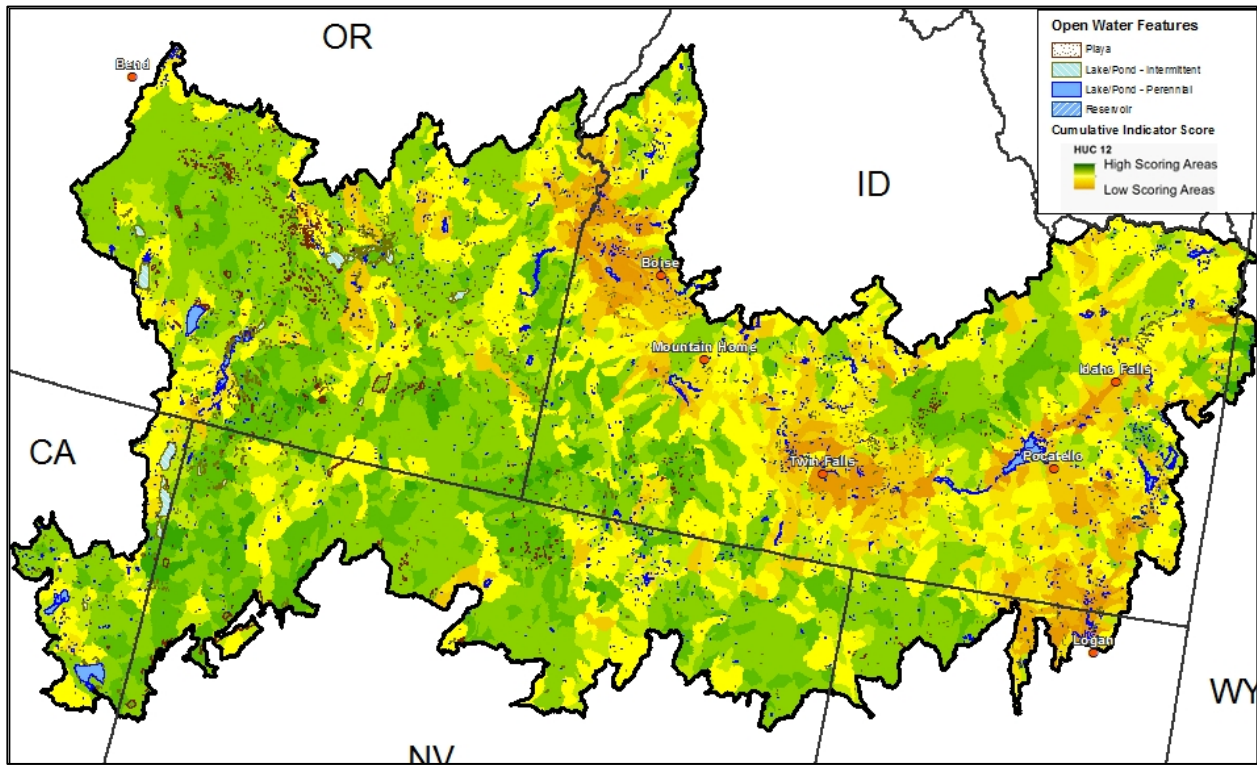 OR
Bend
Open Water Features
Playa
Lake/Pond - Intermittent
Lake/Pond - Perennial
Reservoir
Cumulative Indicator Score
HUC 12
High Scoring Areas
Low Scoring Areas
ID
Boise
Mountain Home
Idaho Falls
CA
Twin Falls
Pocatello
Logan
WY
NV